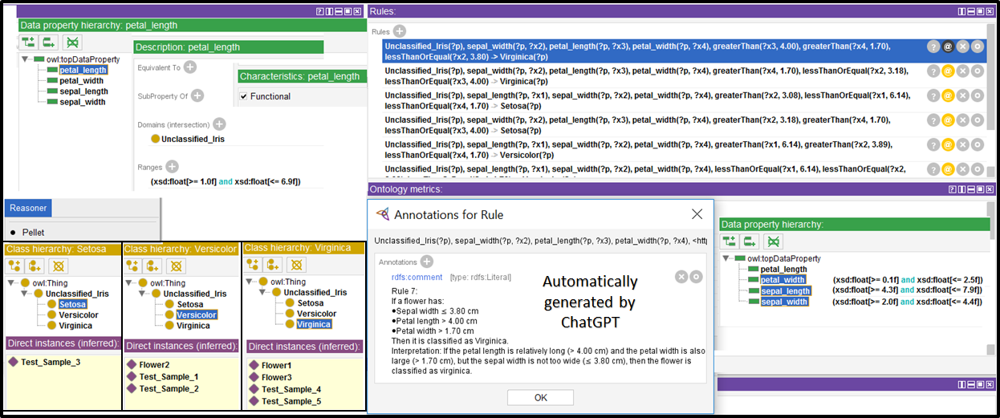 Data property hierarchy: petal_length
owl:topDataProperty
petal_length
petal_width
sepal_length
sepal_width
Description: petal_length
Equivalent To
SubProperty Of
Domains (intersection)
Unclassified_Iris
Ranges
(xsd:float[>= 1.0f] and xsd:float[<= 6.9f])
Characteristics: petal_length
Functional
Reasoner
Pellet
Class hierarchy: Setosa
owl:Thing
Unclassified_Iris
Setosa
Versicolor
Virginica
Direct instances (inferred):
Test_Sample_3
Class hierarchy: Versicolor
owl:Thing
Unclassified_Iris
Setosa
Versicolor
Virginica
Direct instances (inferred):
Flower2
Test_Sample_1
Test_Sample_2
Class hierarchy: Virginica
owl:Thing
Unclassified_Iris
Setosa
Versicolor
Virginica
Direct instances (inferred):
Flower1
Flower3
Test_Sample_4
Test_Sample_5
Rules:
Rules
Unclassified_Iris(?p), sepal_width(?p, ?x2), petal_length(?p, ?x3), petal_width(?p, ?x4), greaterThan(?x3, 4.00), greaterThan(?x4, 1.70),
lessThanOrEqual(?x2, 3.80) -> Virginica(?p)
Unclassified_Iris(?p), sepal_width(?p, ?x2), petal_length(?p, ?x3), petal_width(?p, ?x4), greaterThan(?x4, 1.70), lessThanOrEqual(?x2, 3.18),
lessThanOrEqual(?x3, 4.00) -> Virginica(?p)
Unclassified_Iris(?p), sepal_length(?p, ?x1), sepal_width(?p, ?x2), petal_width(?p, ?x4), greaterThan(?x2, 3.08), lessThanOrEqual(?x1, 6.14),
lessThanOrEqual(?x4, 1.70) -> Setosa(?p)
Unclassified_Iris(?p), sepal_width(?p, ?x2), petal_length(?p, ?x3), petal_width(?p, ?x4), greaterThan(?x2, 3.18), greaterThan(?x4, 1.70),
lessThanOrEqual(?x3, 4.00) -> Setosa(?p)
Unclassified_Iris(?p), sepal_length(?p, ?x1), sepal_width(?p, ?x2), petal_width(?p, ?x4), greaterThan(?x1, 6.14), greaterThan(?x2, 3.89),
lessThanOrEqual(?x4, 1.70) -> Versicolor(?p)
Unclassified_Iris(?p), sepal_length(?p, ?x1), sepal_width(?p, ?x2), petal_width(?p, ?x4), lessThanOrEqual(?x1, 6.14), lessThanOrEqual(?x2,
Ontology metrics:
Annotations for Rule
Unclassified_Iris(?p), sepal_width(?p, ?x2), petal_length(?p, ?x3), petal_width(?p, ?x4), <http
Annotations
rdfs:comment [type: rdfs:Literal]
Rule 7:
If a flower has:
●Sepal width ≤ 3.80 cm
●Petal length > 4.00 cm
●Petal width > 1.70 cm
Then it is classified as Virginica.
Interpretation: If the petal length is relatively long (> 4.00 cm) and the petal width is also
large (> 1.70 cm), but the sepal width is not too wide (≤ 3.80 cm), then the flower is
classified as virginica.
Automatically
generated by
ChatGPT
OK
Data property hierarchy:
owl:topDataProperty
petal_length
petal_width (xsd:float[>= 0.1f] and xsd:float[<= 2.5f])
sepal_length (xsd:float[>= 4.3f] and xsd:float[<= 7.9f])
sepal_width (xsd:float[>= 2.0f] and xsd:float[<= 4.4f])